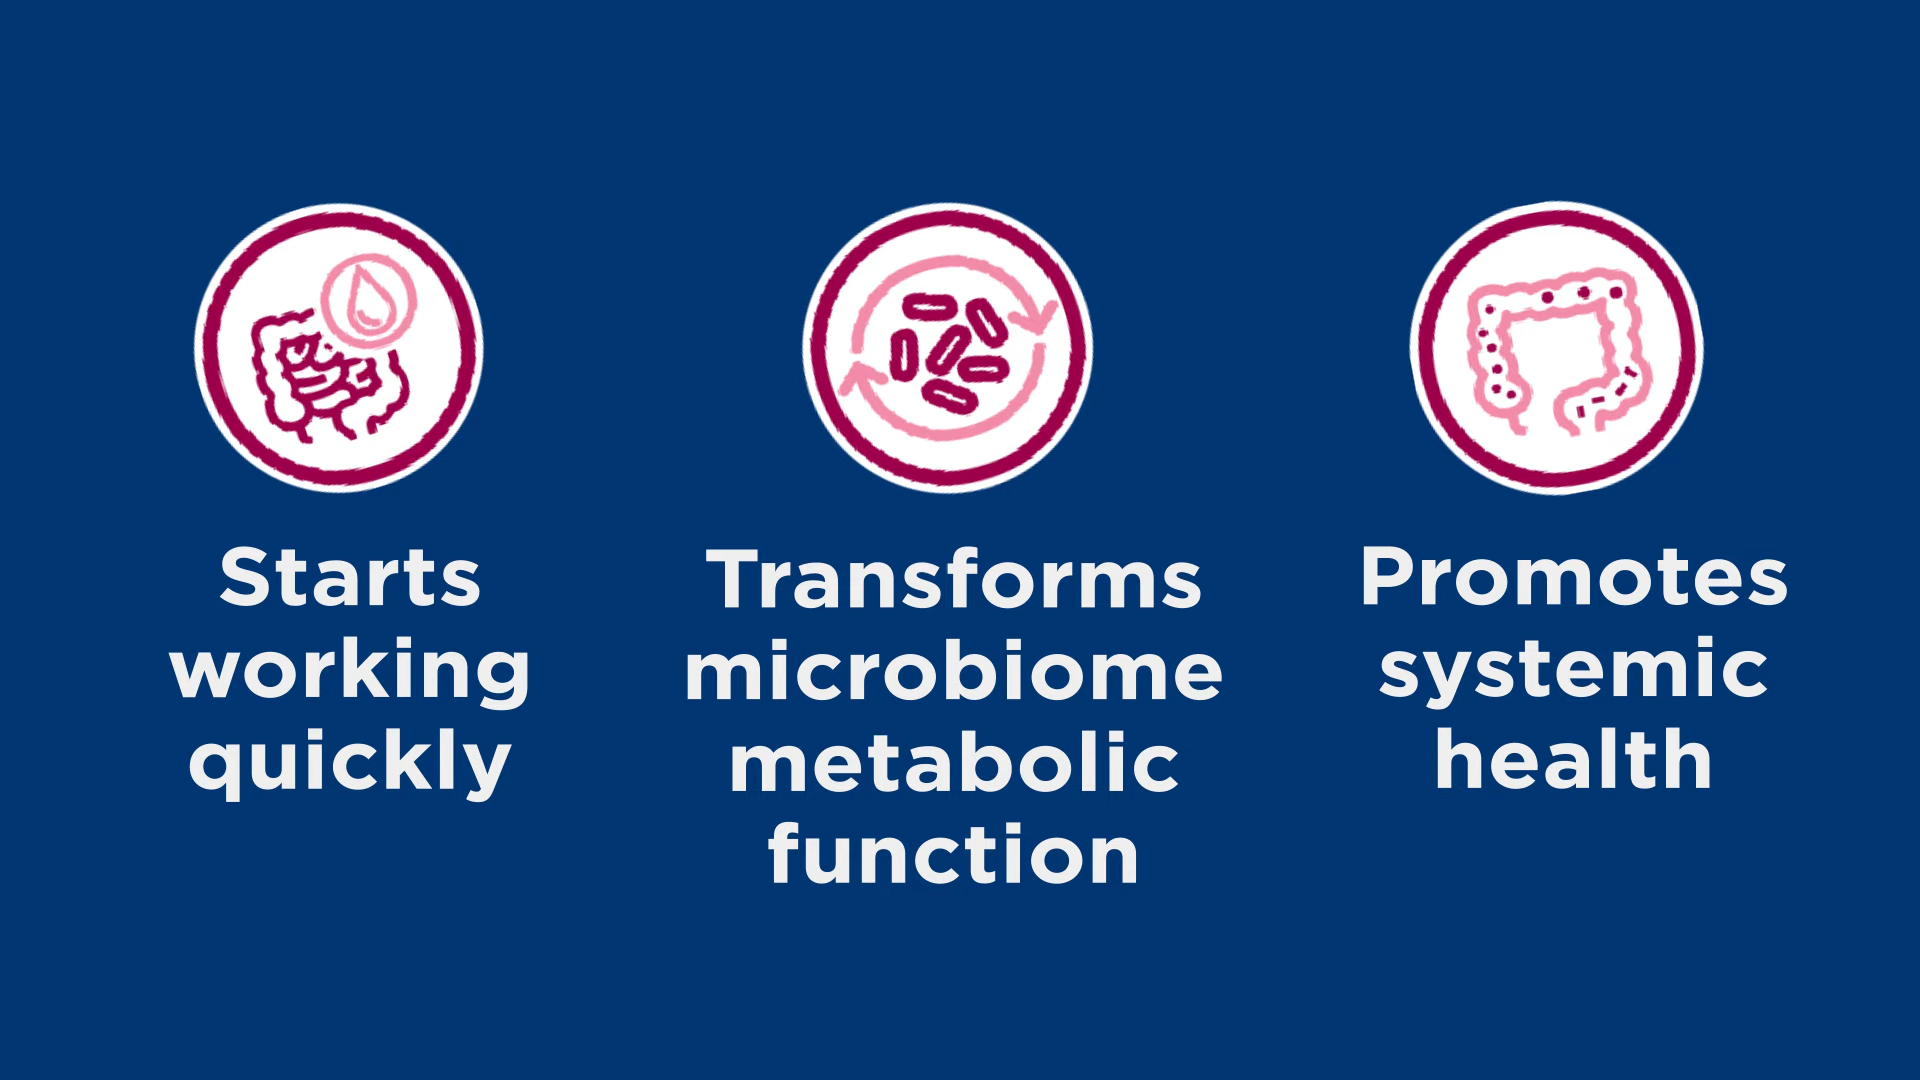 Starts
working
quickly
Transforms
microbiome
metabolic
function
Promotes
systemic
health